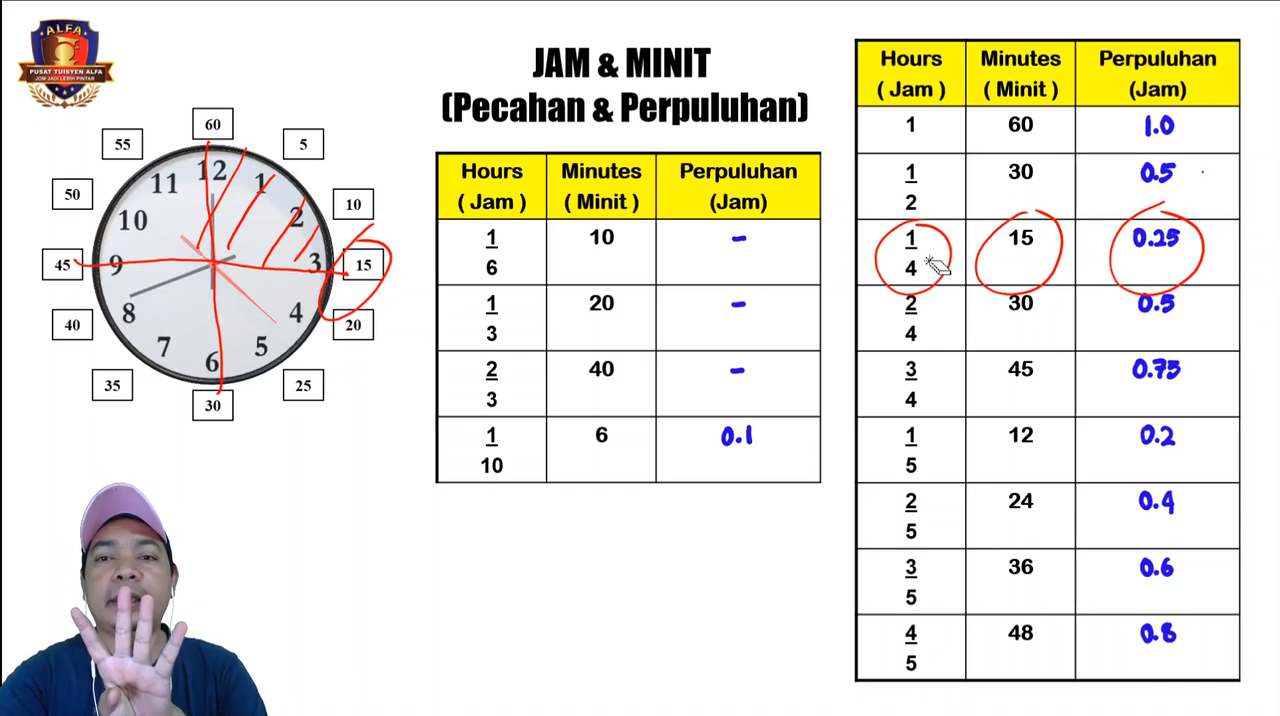 ALFA
PUSAT TUISYEN ALFA
JOM JADI LEBIH PINTAR
JAM & MINIT
(Pecahan & Perpuluhan)
60
55 5
50 10
45 15
40 20
35 25
30
12
11 1
10 2
9 3
8 4
7 5
6
Hours Minutes Perpuluhan
( Jam ) ( Minit ) (Jam)
1 10 -
6
1 20 -
3
2 40 -
3
1 6 0.1
10
Hours Minutes Perpuluhan
( Jam ) ( Minit ) (Jam)
1 60 1.0
1 30 0.5
2
1 15 0.25
4
2 30 0.5
4
3 45 0.75
4
1 12 0.2
5
2 24 0.4
5
3 36 0.6
5
4 48 0.8
5